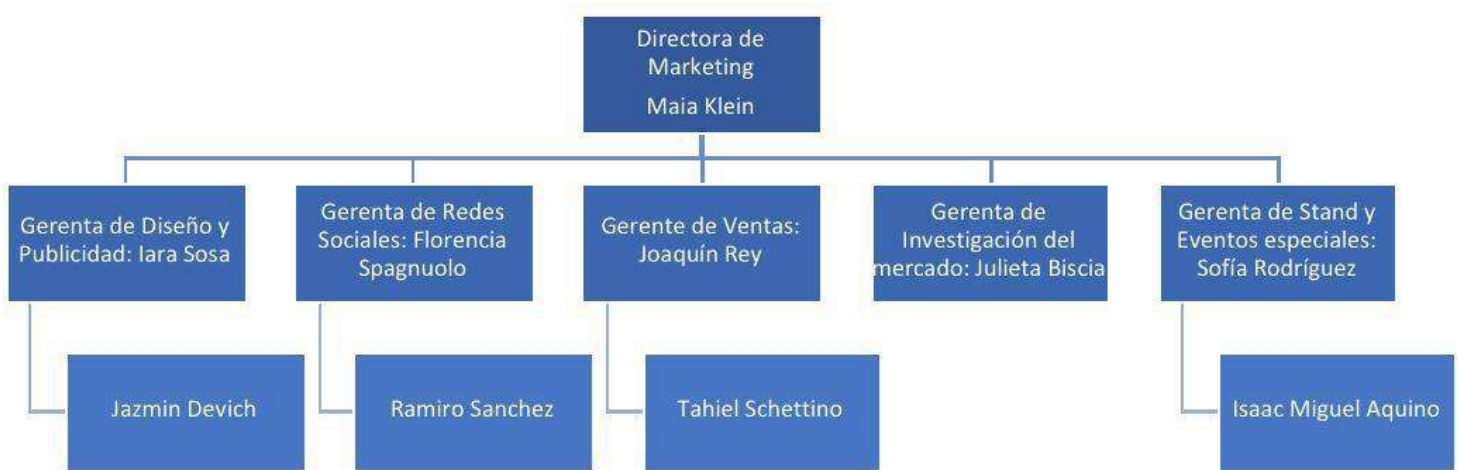 Directora de
Marketing
Maia Klein
Gerenta de Diseño y
Publicidad: Iara Sosa
Gerenta de Redes
Sociales: Florencia
Spagnuolo
Gerente de Ventas:
Joaquín Rey
Gerenta de
Investigación del
mercado: Julieta Biscia
Gerenta de Stand y
Eventos especiales:
Sofía Rodríguez
Jazmin Devich
Ramiro Sanchez
Tahiel Schettino
Isaac Miguel Aquino